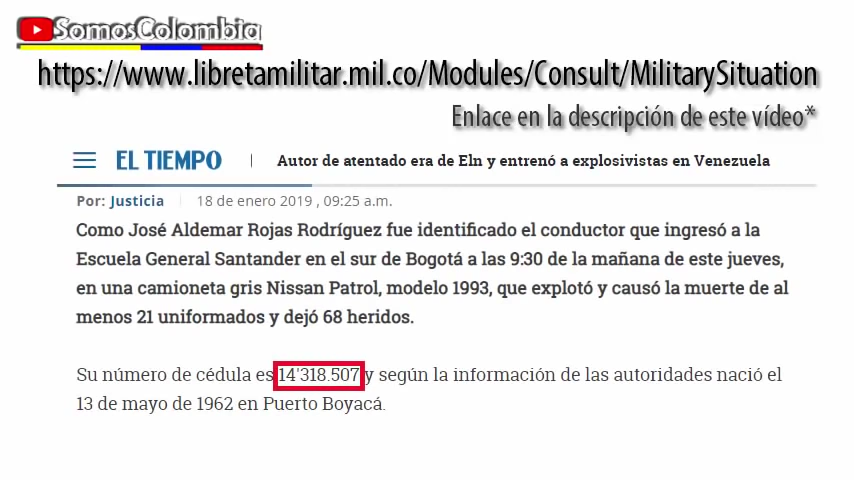 SomosColombia
https://www.libretamilitar.mil.co/Modules/Consult/MilitarySituation
Enlace en la descripción de este vídeo*
EL TIEMPO | Autor de atentado era de Eln y entrenó a explosivistas en Venezuela
Por: Justicia | 18 de enero 2019 , 09:25 a.m.
Como José Aldemar Rojas Rodríguez fue identificado el conductor que ingresó a la
Escuela General Santander en el sur de Bogotá a las 9:30 de la mañana de este jueves,
en una camioneta gris Nissan Patrol, modelo 1993, que explotó y causó la muerte de al
menos 21 uniformados y dejó 68 heridos.
Su número de cédula es 14'318.507 y según la información de las autoridades nació el
13 de mayo de 1962 en Puerto Boyacá.